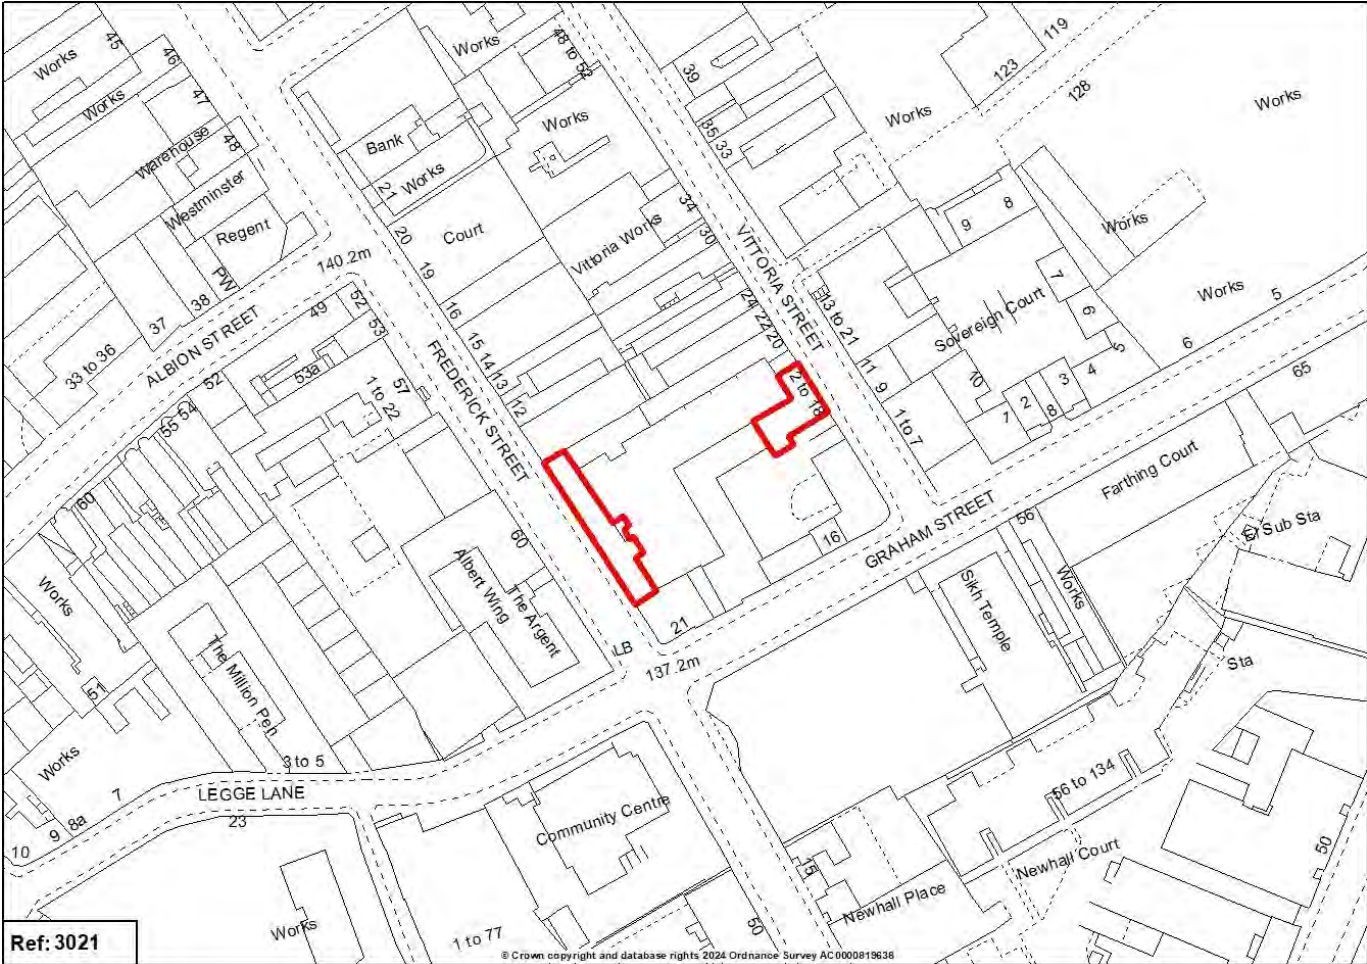 Works
45
46
Works
47
Warehouse
48
Westminster
Regent
PW
38
37
33 to 36
ALBION STREET
140.2m
49
52
53
53a
52
57
1 to 22
55 54
60
Works
48 to 52
Bank
Works
21
Works
20
Court
19
16
15
14
13
12
FREDERICK STREET
Vittoria Works
34
30
39
35
33
VITTORIA STREET
24
22
20
2 to 18
13 to 21
11
9
1 to 7
Works
119
123
128
Works
9
8
Works
7
6
Sovereign Court
Works
5
6
5
4
3
8
2
1
10
65
Farthing Court
GRAHAM STREET
56
16
El Sub Sta
Works
Sikh Temple
Sta
60
Albert Wing
The Argent
LB
21
137.2m
Works
51
The Million Pen
Works
3 to 5
LEGGE LANE
7
23
9 8a
10
Community Centre
56 to 134
15
Newhall Court
Newhall Place
50
60
Works
1 to 77
Ref: 3021
© Crown copyright and database rights 2024 Ordnance Survey AC0000819636